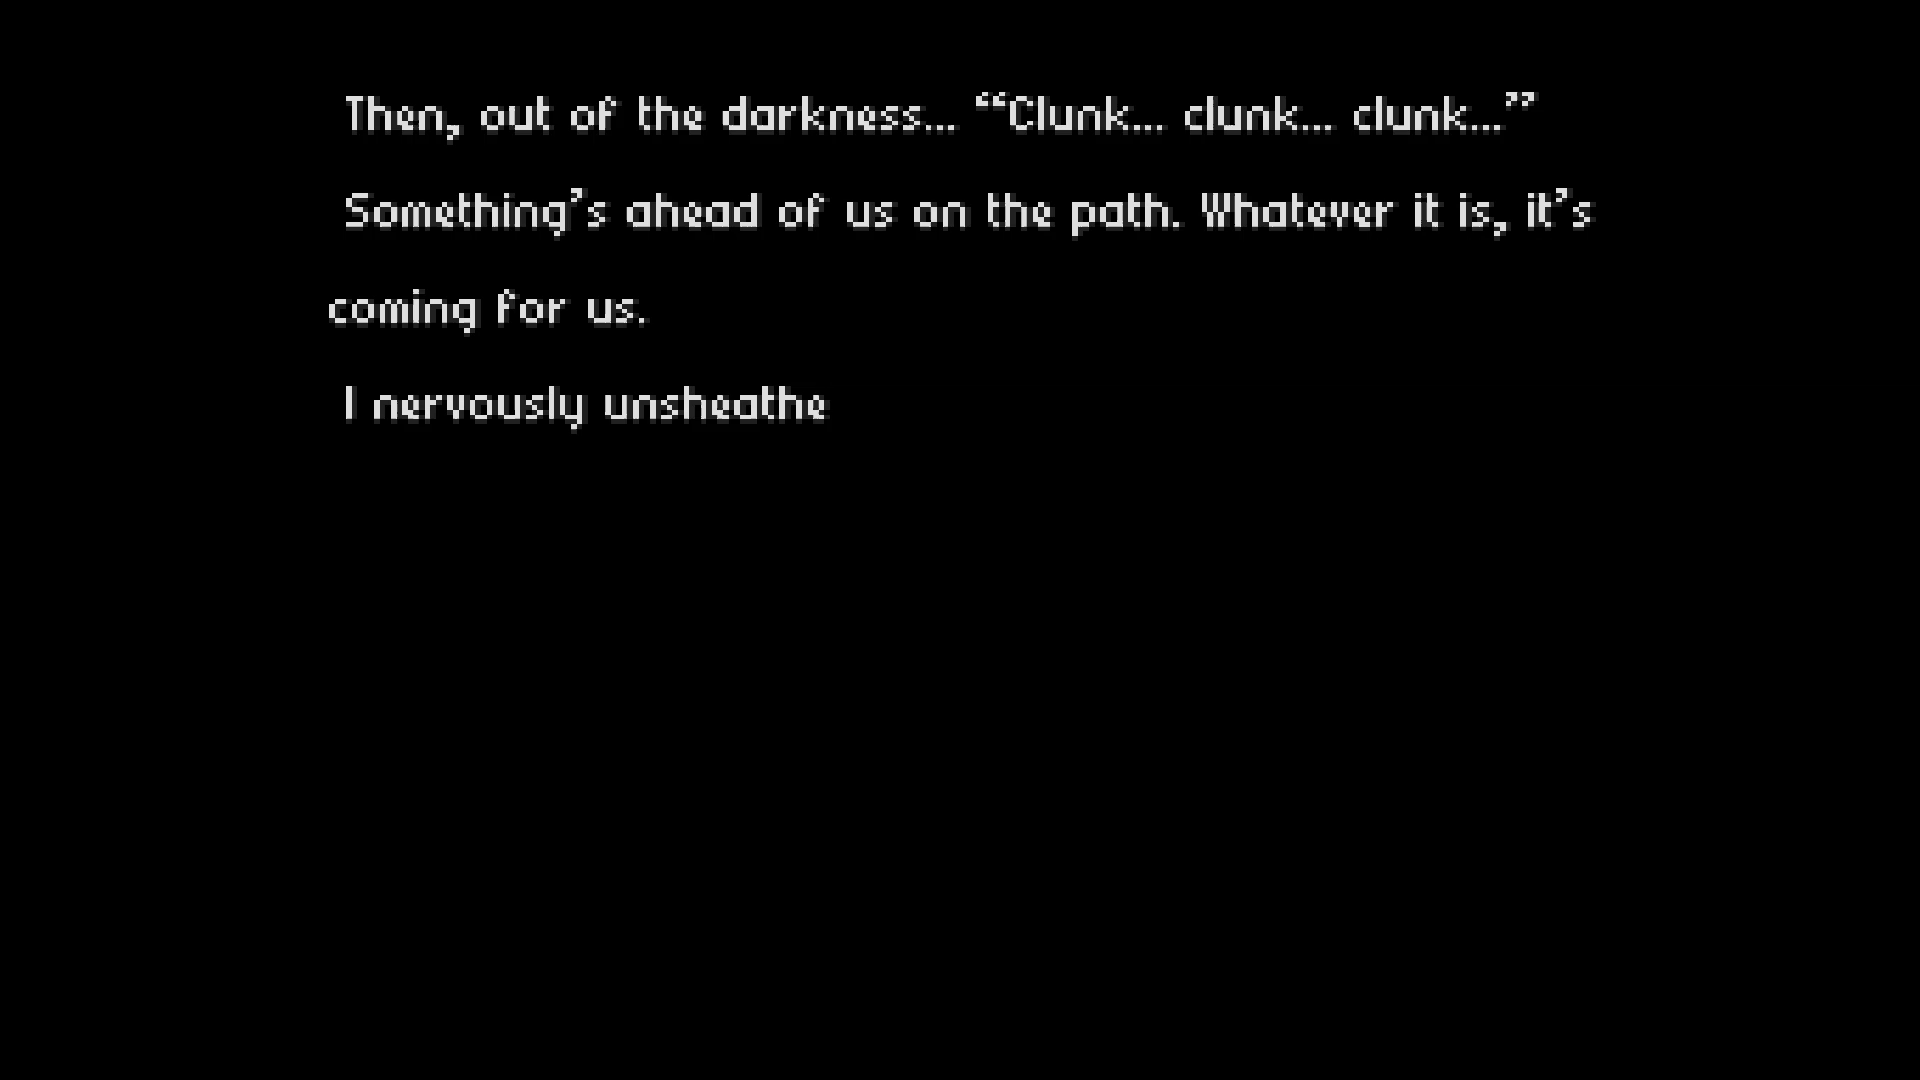 Then, out of the darkness... “Clunk... clunk... clunk...”
Something’s ahead of us on the path. Whatever it is, it’s
coming for us.
I nervously unsheathe